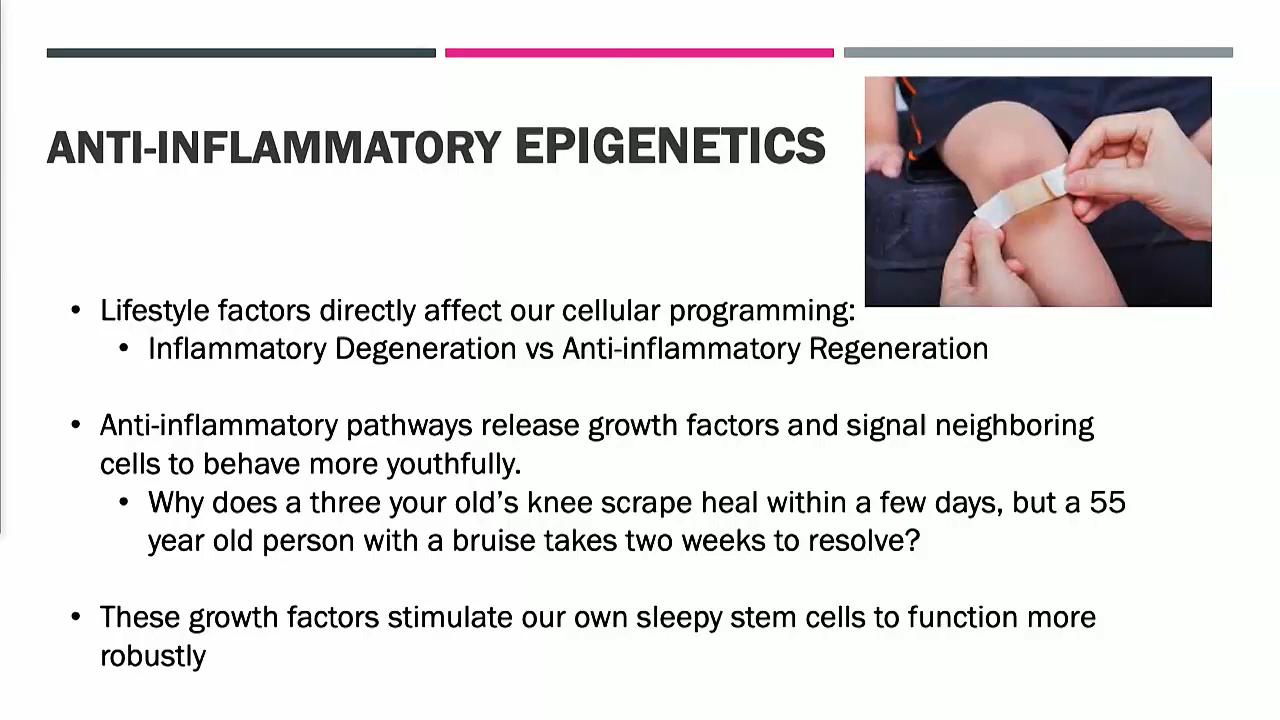 ANTI-INFLAMMATORY EPIGENETICS
• Lifestyle factors directly affect our cellular programming:
• Inflammatory Degeneration vs Anti-inflammatory Regeneration
• Anti-inflammatory pathways release growth factors and signal neighboring
cells to behave more youthfully.
• Why does a three your old’s knee scrape heal within a few days, but a 55
year old person with a bruise takes two weeks to resolve?
• These growth factors stimulate our own sleepy stem cells to function more
robustly